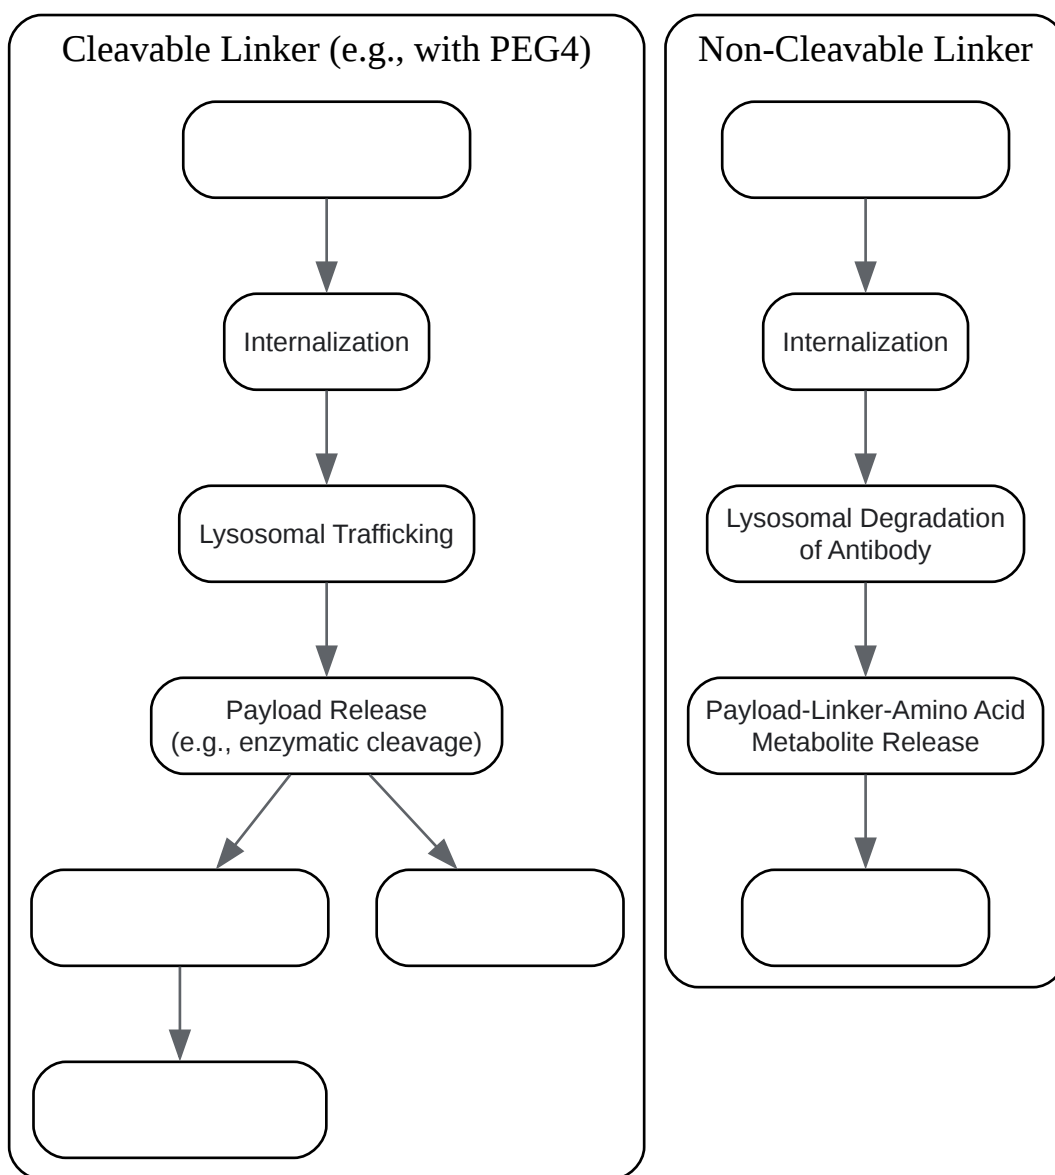 Cleavable Linker (e.g., with PEG4)
Internalization
Lysosomal Trafficking
Payload Release
(e.g., enzymatic cleavage)
Non-Cleavable Linker
Internalization
Lysosomal Degradation
of Antibody
Payload-Linker-Amino Acid
Metabolite Release